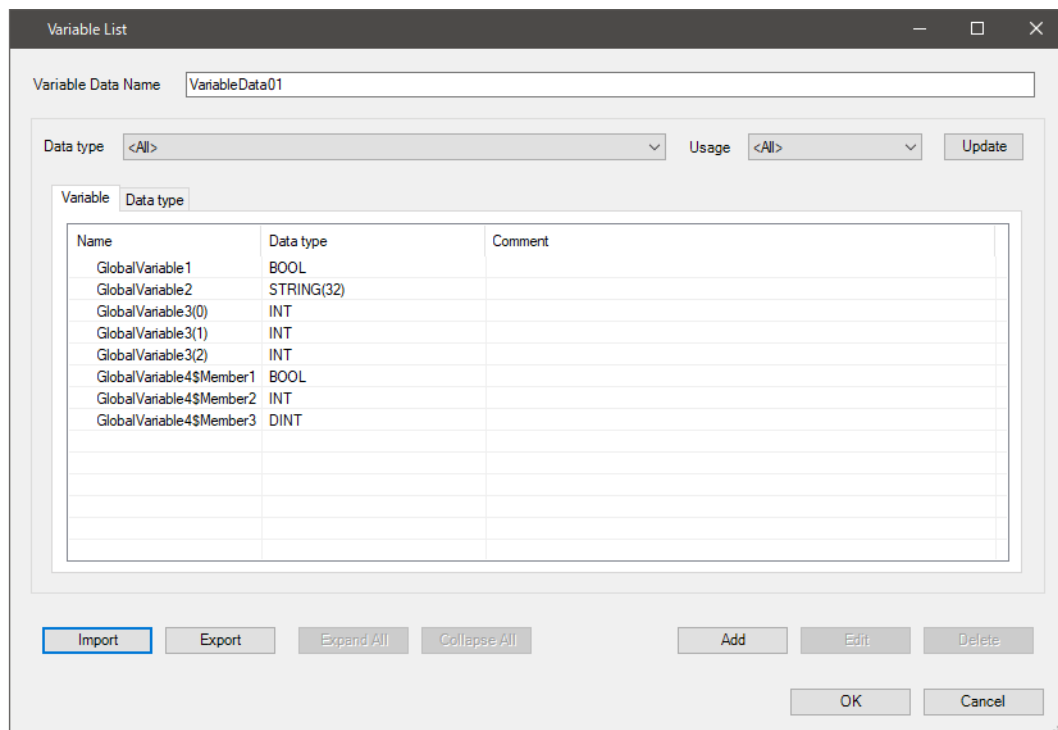 Variable List
Variable Data Name VariableData01
Data type <All> Usage <All> Update
Variable Data type
Name Data type Comment
GlobalVariable1 BOOL
GlobalVariable2 STRING(32)
GlobalVariable3(0) INT
GlobalVariable3(1) INT
GlobalVariable3(2) INT
GlobalVariable4$Member1 BOOL
GlobalVariable4$Member2 INT
GlobalVariable4$Member3 DINT
Import Export Expand All Collapse All Add Edit Delete
OK Cancel